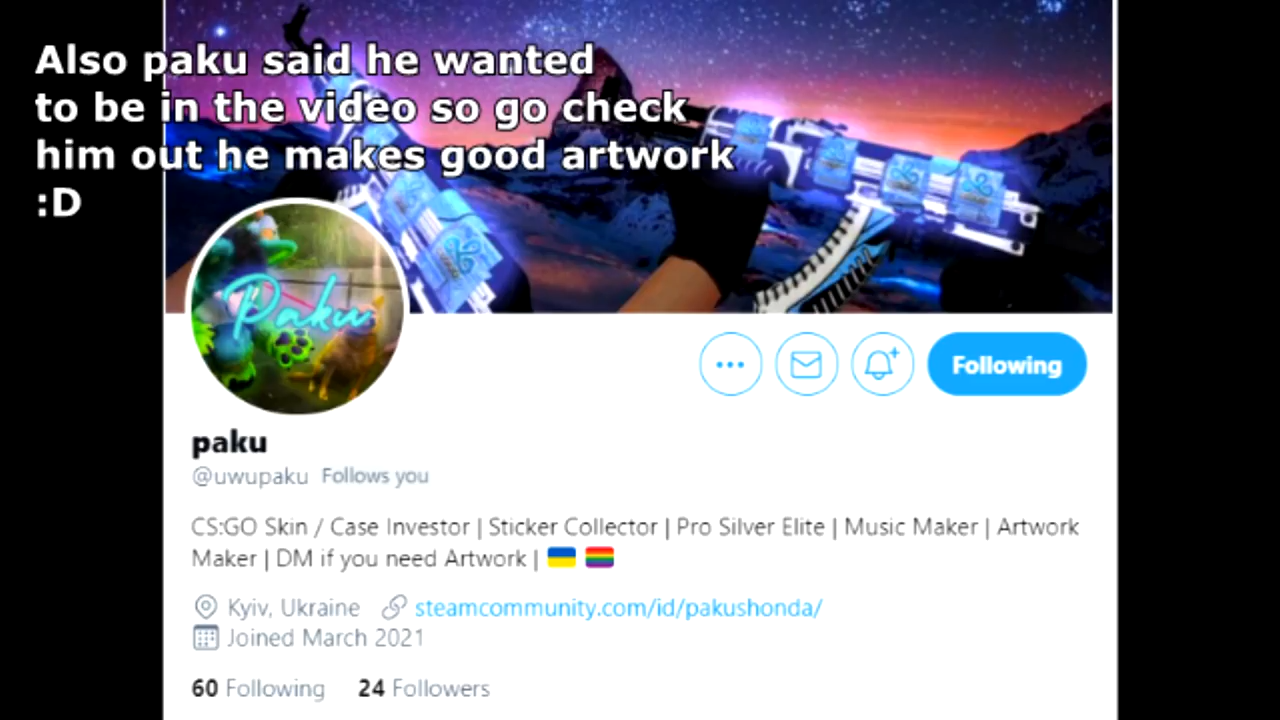 Also paku said he wanted
to be in the video so go check
him out he makes good artwork
:D
Paku
Following
paku
@uwupaku Follows you
CS:GO Skin / Case Investor | Sticker Collector | Pro Silver Elite | Music Maker | Artwork
Maker | DM if you need Artwork | 🇺🇦 🏳️‍🌈
Kyiv, Ukraine steamcommunity.com/id/pakushonda/
Joined March 2021
60 Following 24 Followers